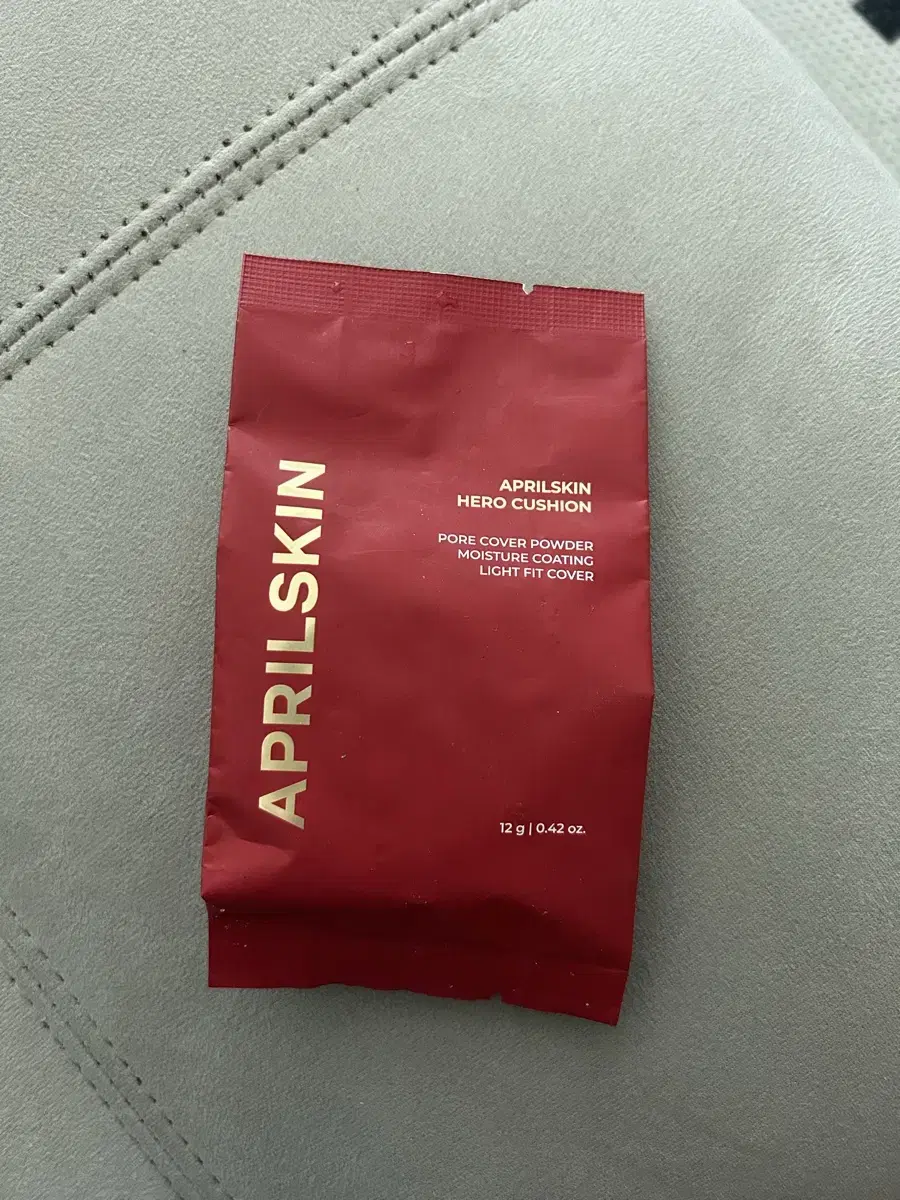 APRILSKIN
APRILSKIN
HERO CUSHION
PORE COVER POWDER
MOISTURE COATING
LIGHT FIT COVER
12 g | 0.42 oz.